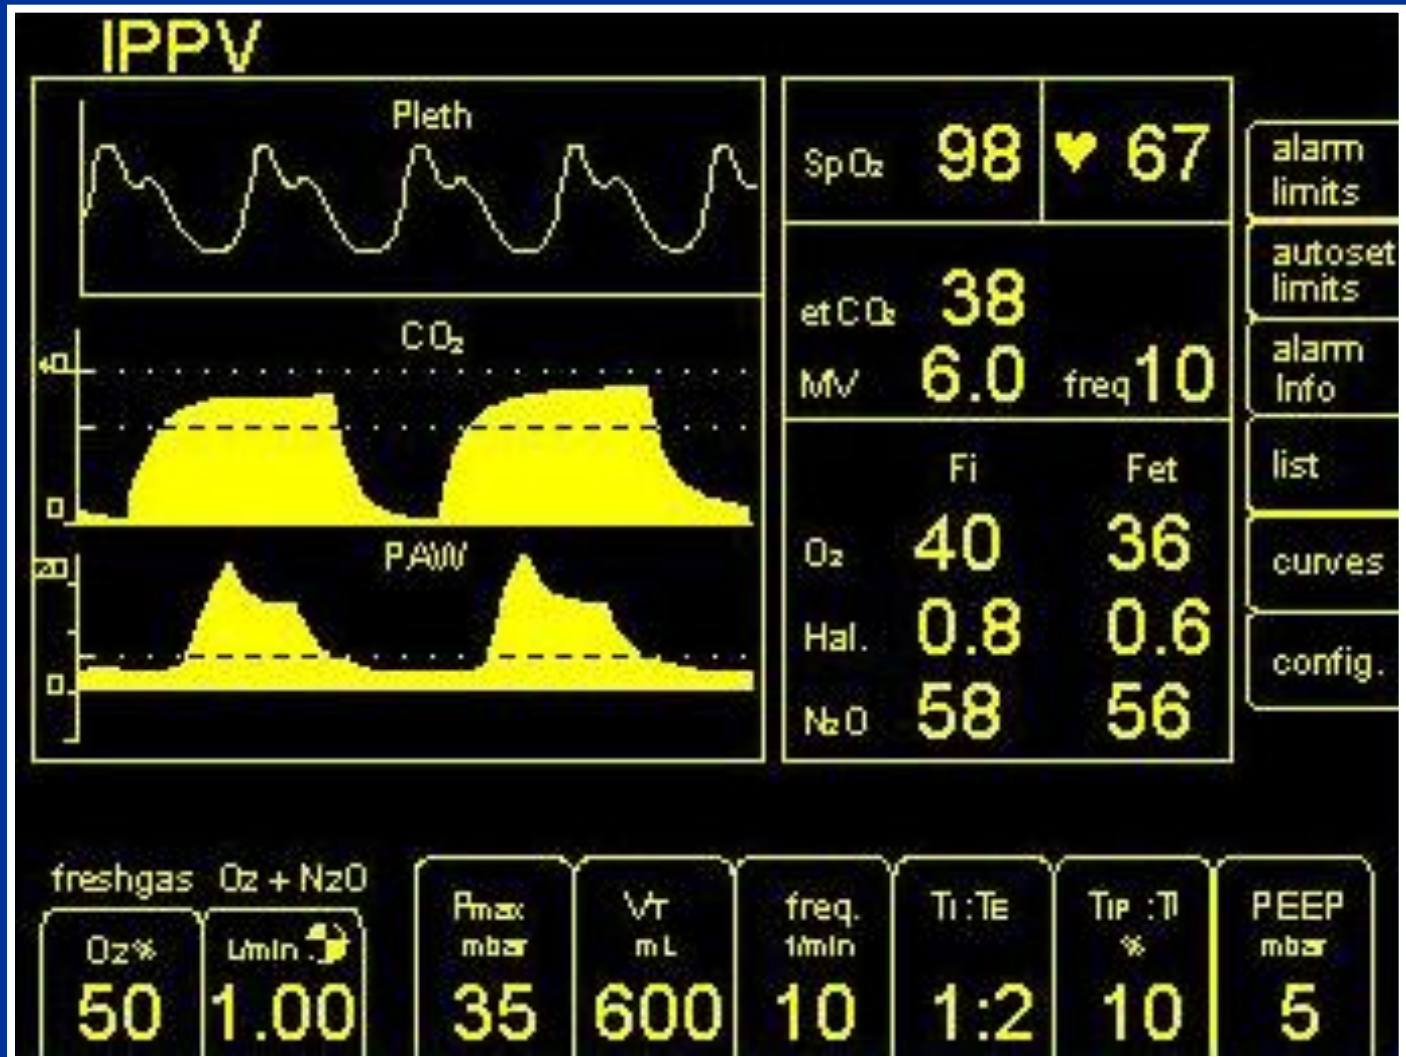 IPPV
Pleth
CO₂
40
0
PAW
20
0
SpO₂ 98 ♥ 67
etCO₂ 38
MV 6.0 freq 10
Fi Fet
O₂ 40 36
Hal. 0.8 0.6
N₂O 58 56
alarm
limits
autoset
limits
alarm
Info
list
curves
config.
freshgas O₂ + N₂O
O₂%
50
L/min
1.00
Pmax
mbar
35
VT
mL
600
freq.
1/min
10
TI:TE
1:2
TIP:TI
%
10
PEEP
mbar
5